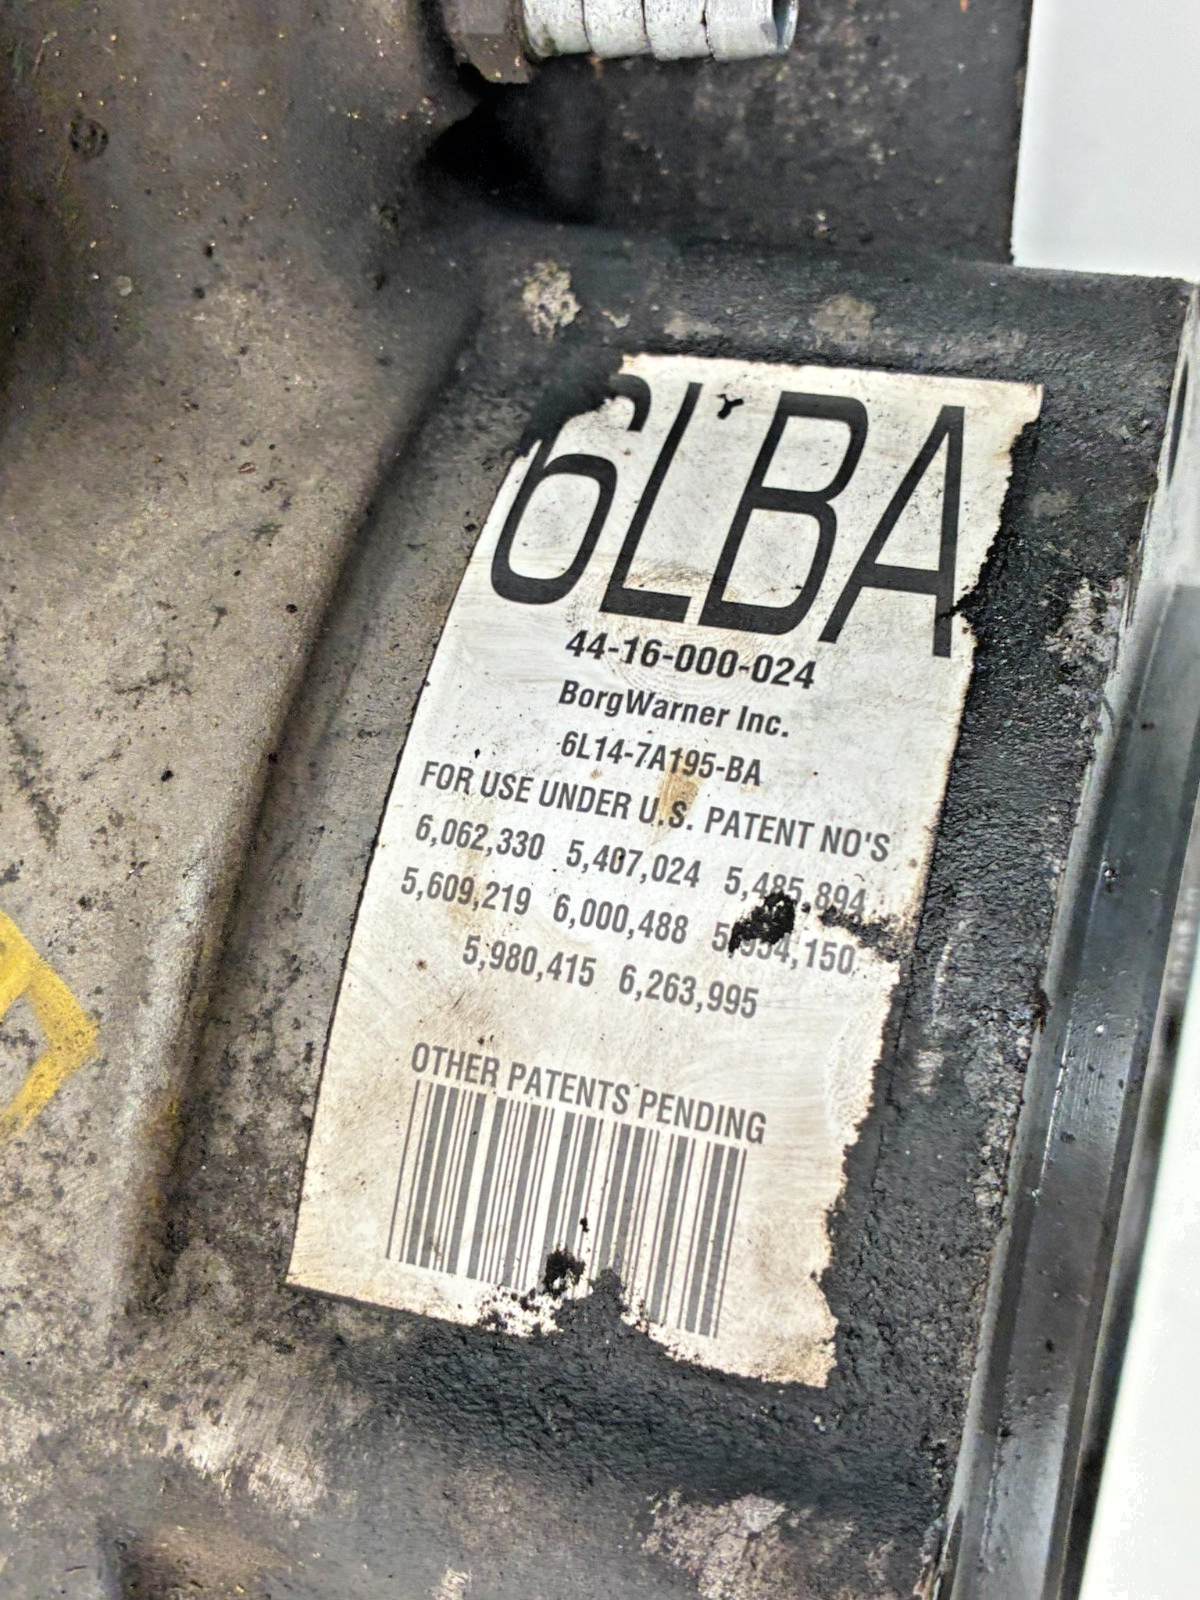 6LBA
44-16-000-024
BorgWarner Inc.
6L14-7A195-BA
FOR USE UNDER U.S. PATENT NO'S
6,062,330 5,407,024 5,485,894
5,609,219 6,000,488
5,980,415 6,263,995
OTHER PATENTS PENDING